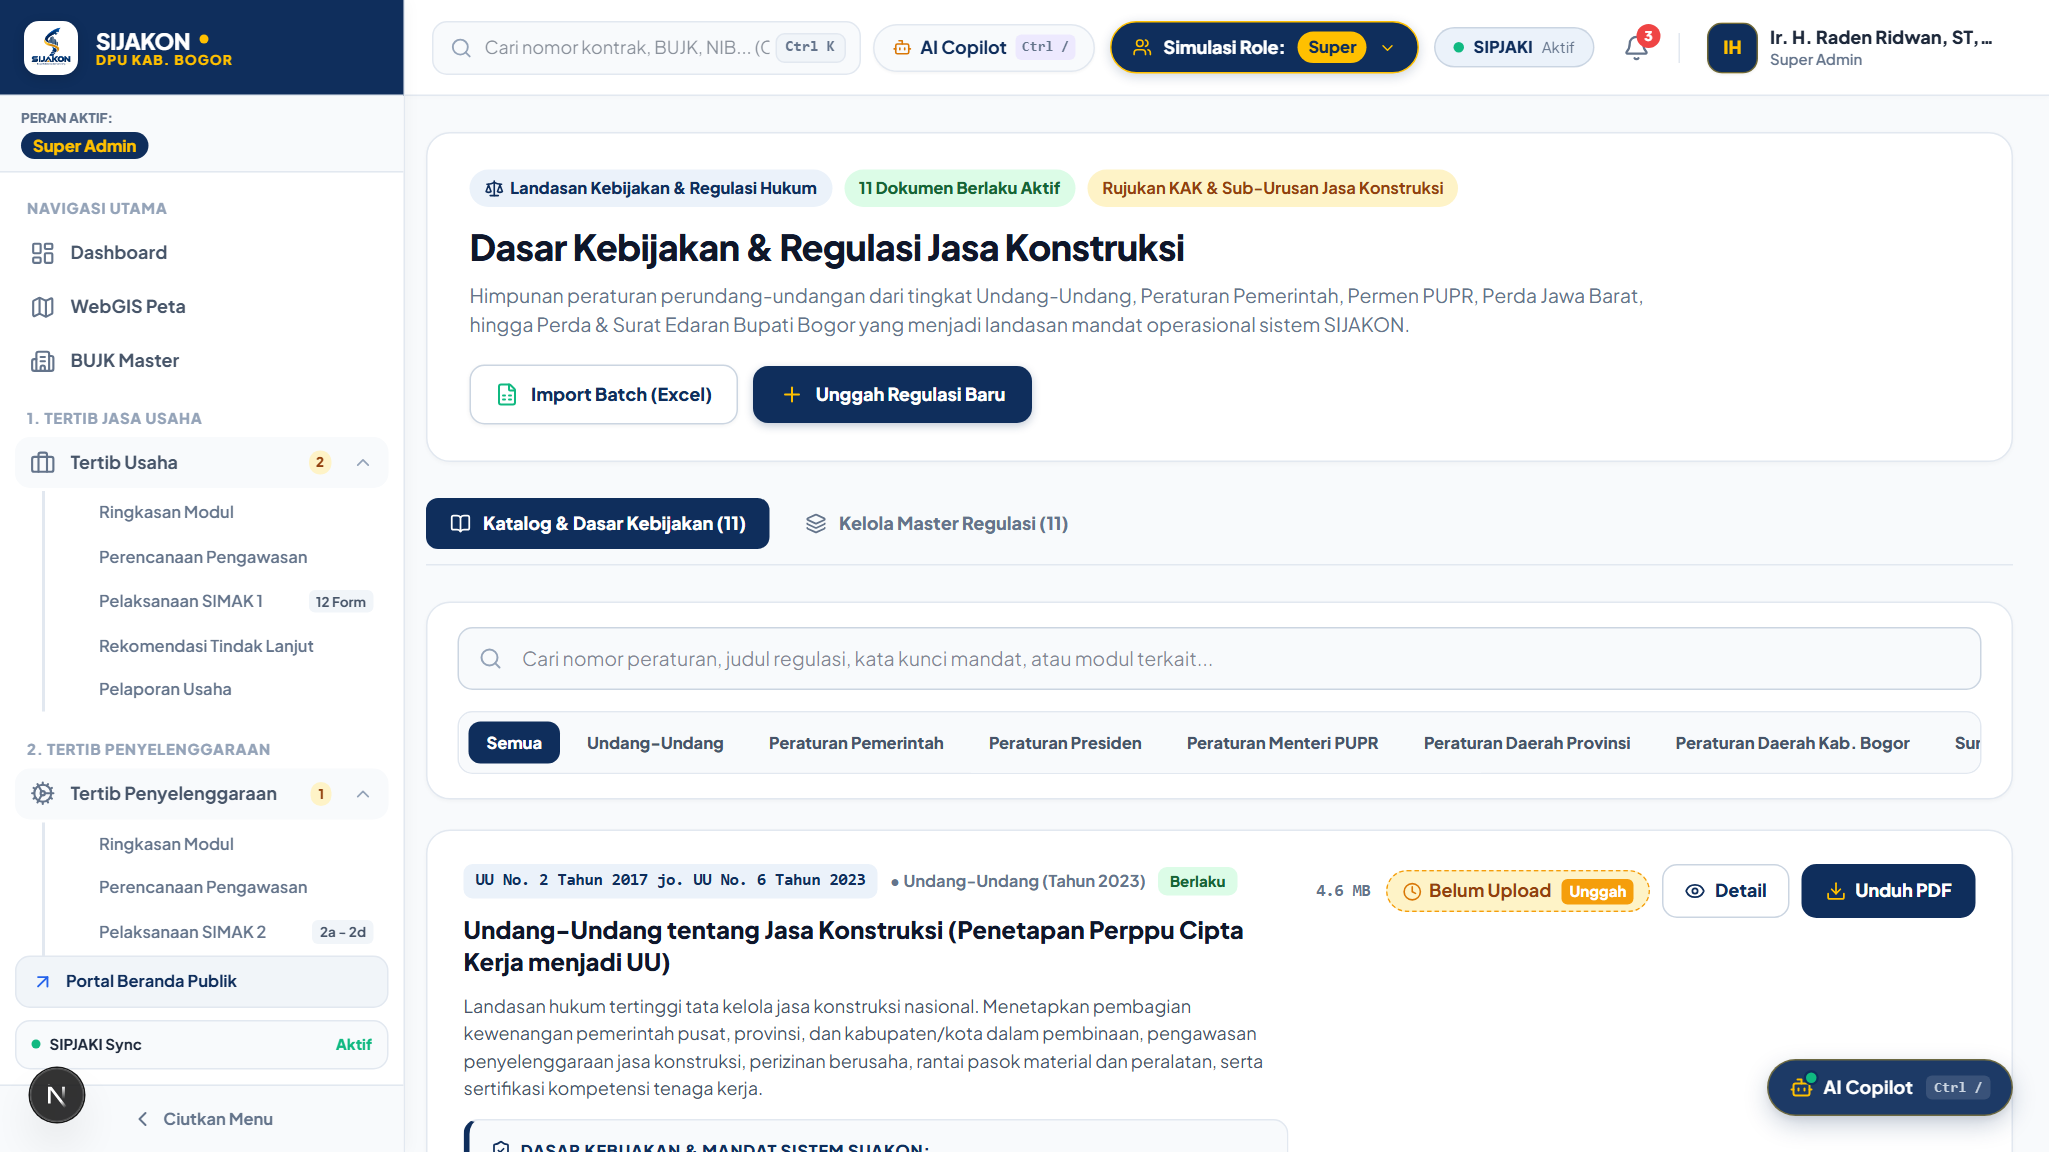 SIJAKON
SIJAKON
DPU KAB. BOGOR
Cari nomor kontrak, BUJK, NIB... (C
Ctrl K
AI Copilot
Ctrl /
Simulasi Role:
Super
SIPJAKI Aktif
3
IH
Ir. H. Raden Ridwan, ST,...
Super Admin
PERAN AKTIF:
Super Admin
NAVIGASI UTAMA
Dashboard
WebGIS Peta
BUJK Master
1. TERTIB JASA USAHA
Tertib Usaha
2
Ringkasan Modul
Perencanaan Pengawasan
Pelaksanaan SIMAK 1
12 Form
Rekomendasi Tindak Lanjut
Pelaporan Usaha
2. TERTIB PENYELENGGARAAN
Tertib Penyelenggaraan
1
Ringkasan Modul
Perencanaan Pengawasan
Pelaksanaan SIMAK 2
2a - 2d
Portal Beranda Publik
SIPJAKI Sync
Aktif
N
Ciutkan Menu
Landasan Kebijakan & Regulasi Hukum
11 Dokumen Berlaku Aktif
Rujukan KAK & Sub-Urusan Jasa Konstruksi
Dasar Kebijakan & Regulasi Jasa Konstruksi
Himpunan peraturan perundang-undangan dari tingkat Undang-Undang, Peraturan Pemerintah, Permen PUPR, Perda Jawa Barat,
hingga Perda & Surat Edaran Bupati Bogor yang menjadi landasan mandat operasional sistem SIJAKON.
Import Batch (Excel)
Unggah Regulasi Baru
Katalog & Dasar Kebijakan (11)
Kelola Master Regulasi (11)
Cari nomor peraturan, judul regulasi, kata kunci mandat, atau modul terkait...
Semua
Undang-Undang
Peraturan Pemerintah
Peraturan Presiden
Peraturan Menteri PUPR
Peraturan Daerah Provinsi
Peraturan Daerah Kab. Bogor
Sur
UU No. 2 Tahun 2017 jo. UU No. 6 Tahun 2023
• Undang-Undang (Tahun 2023)
Berlaku
4.6 MB
Belum Upload
Unggah
Detail
Unduh PDF
Undang-Undang tentang Jasa Konstruksi (Penetapan Perppu Cipta
Kerja menjadi UU)
Landasan hukum tertinggi tata kelola jasa konstruksi nasional. Menetapkan pembagian
kewenangan pemerintah pusat, provinsi, dan kabupaten/kota dalam pembinaan, pengawasan
penyelenggaraan jasa konstruksi, perizinan berusaha, rantai pasok material dan peralatan, serta
sertifikasi kompetensi tenaga kerja.
DASAR KEBIJAKAN & MANDAT SISTEM SIJAKON:
AI Copilot
Ctrl /